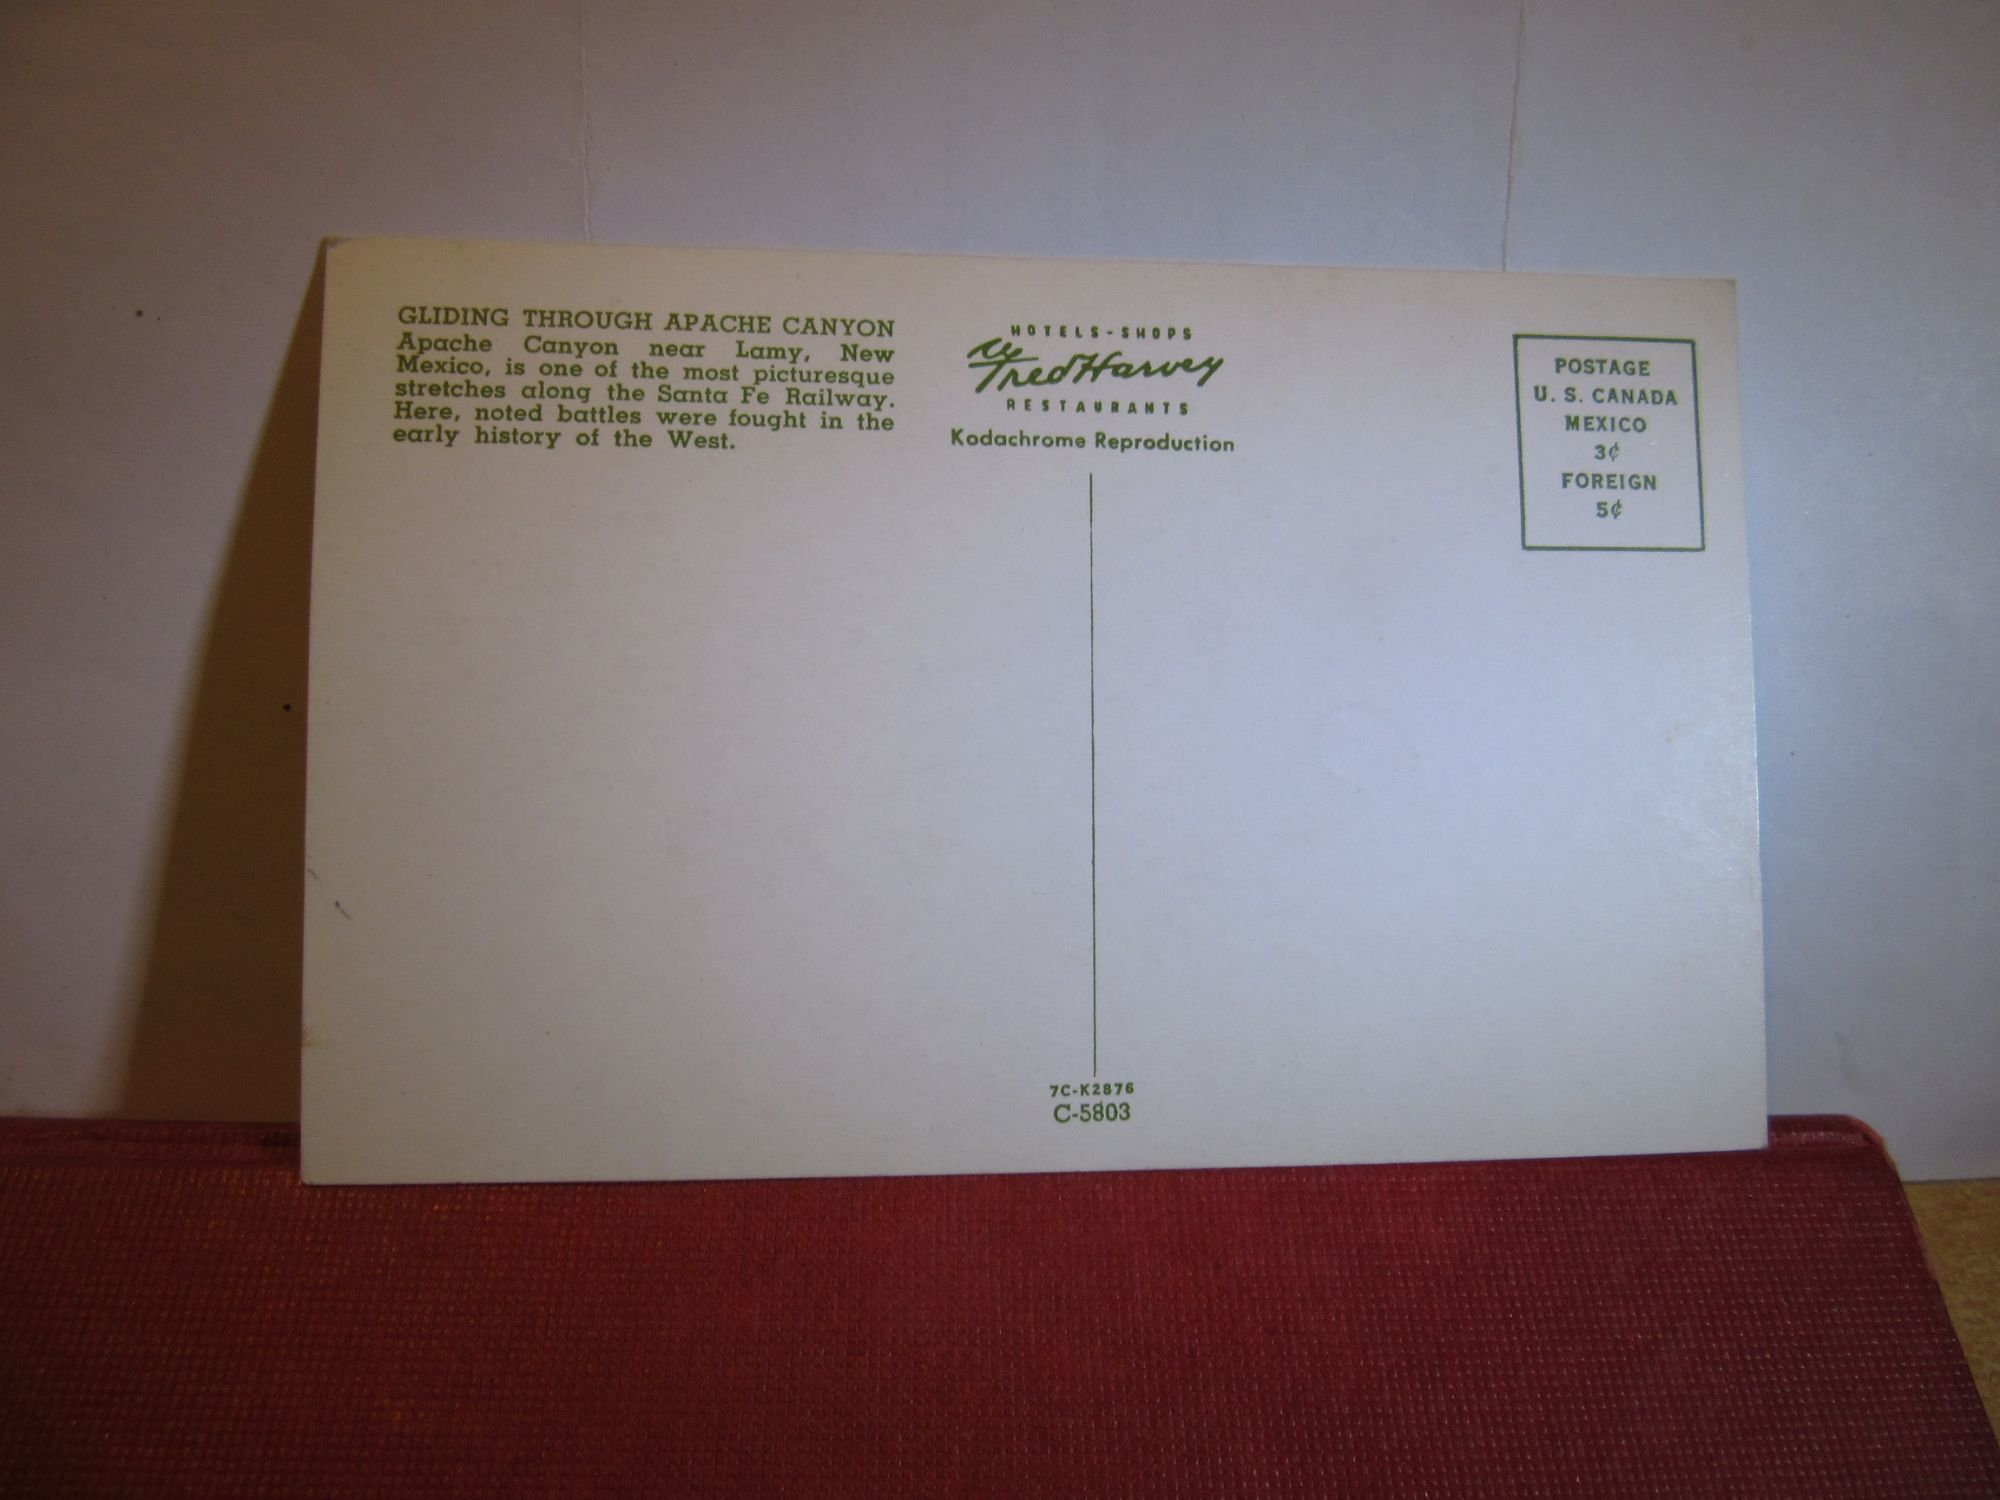 GLIDING THROUGH APACHE CANYON
Apache Canyon near Lamy, New
Mexico, is one of the most picturesque
stretches along the Santa Fe Railway.
Here, noted battles were fought in the
early history of the West.
HOTELS-SHOPS
Fred Harvey
RESTAURANTS
Kodachrome Reproduction
POSTAGE
U. S. CANADA
MEXICO
3¢
FOREIGN
5¢
7C-K2876
C-5803